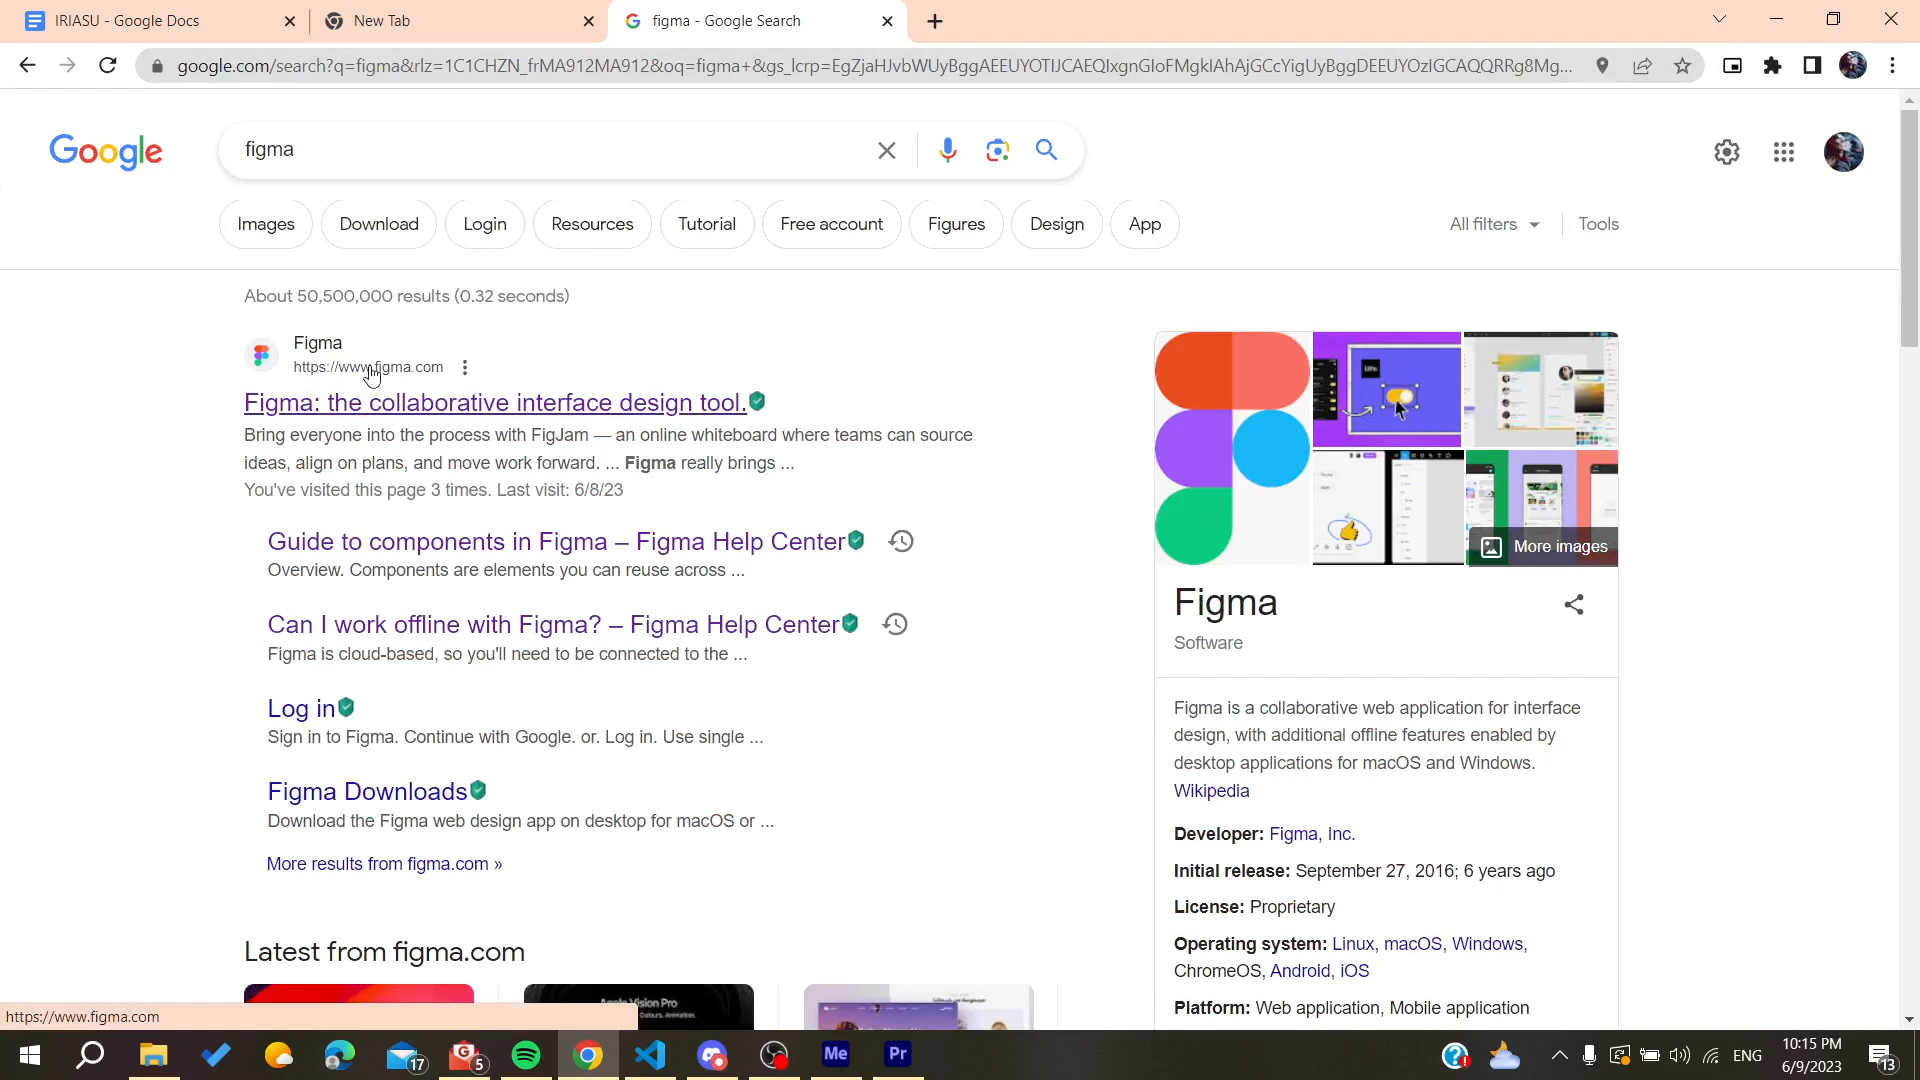 IRIASU - Google Docs
New Tab
figma - Google Search
google.com/search?q=figma&rlz=1C1CHZN_frMA912MA912&oq=figma+&gs_lcrp=EgZjaHJvbWUyBggAEEUYOTIJCAEQIxgnGIoFMgkIAhAjGCcYigUyBggDEEUYOzIGCAQQRRg8Mg...
Google
figma
Images
Download
Login
Resources
Tutorial
Free account
Figures
Design
App
All filters
Tools
About 50,500,000 results (0.32 seconds)
Figma
https://www.figma.com
Figma: the collaborative interface design tool.
Bring everyone into the process with FigJam — an online whiteboard where teams can source
ideas, align on plans, and move work forward. ... Figma really brings ...
You've visited this page 3 times. Last visit: 6/8/23
Guide to components in Figma – Figma Help Center
Overview. Components are elements you can reuse across ...
Can I work offline with Figma? – Figma Help Center
Figma is cloud-based, so you'll need to be connected to the ...
Log in
Sign in to Figma. Continue with Google. or. Log in. Use single ...
Figma Downloads
Download the Figma web design app on desktop for macOS or ...
More results from figma.com »
Latest from figma.com
Apple Vision Pro
Colours, Animation.
More images
Figma
Software
Figma is a collaborative web application for interface
design, with additional offline features enabled by
desktop applications for macOS and Windows.
Wikipedia
Developer: Figma, Inc.
Initial release: September 27, 2016; 6 years ago
License: Proprietary
Operating system: Linux, macOS, Windows,
ChromeOS, Android, iOS
Platform: Web application, Mobile application
https://www.figma.com
17
5
Me
Pr
ENG
10:15 PM
6/9/2023
13